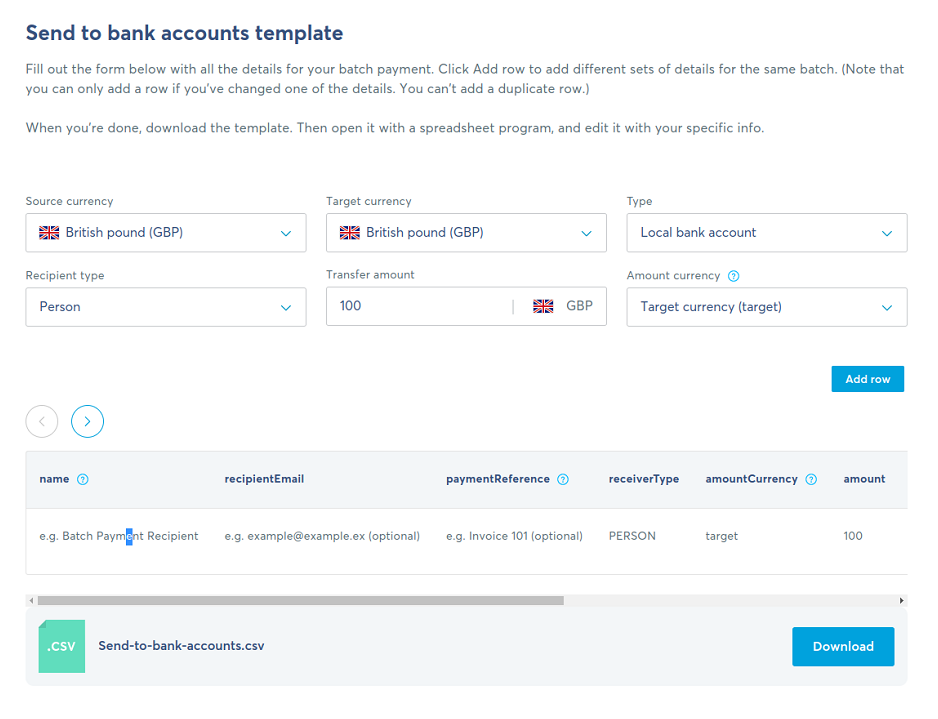 Send to bank accounts template
Fill out the form below with all the details for your batch payment. Click Add row to add different sets of details for the same batch. (Note that
you can only add a row if you've changed one of the details. You can't add a duplicate row.)
When you're done, download the template. Then open it with a spreadsheet program, and edit it with your specific info.
Source currency Target currency Type
British pound (GBP) British pound (GBP) Local bank account
Recipient type Transfer amount Amount currency ?
Person 100 GBP Target currency (target)
Add row
name ? recipientEmail paymentReference ? receiverType amountCurrency ? amount
e.g. Batch Payment Recipient e.g. example@example.ex (optional) e.g. Invoice 101 (optional) PERSON target 100
.CSV Send-to-bank-accounts.csv Download